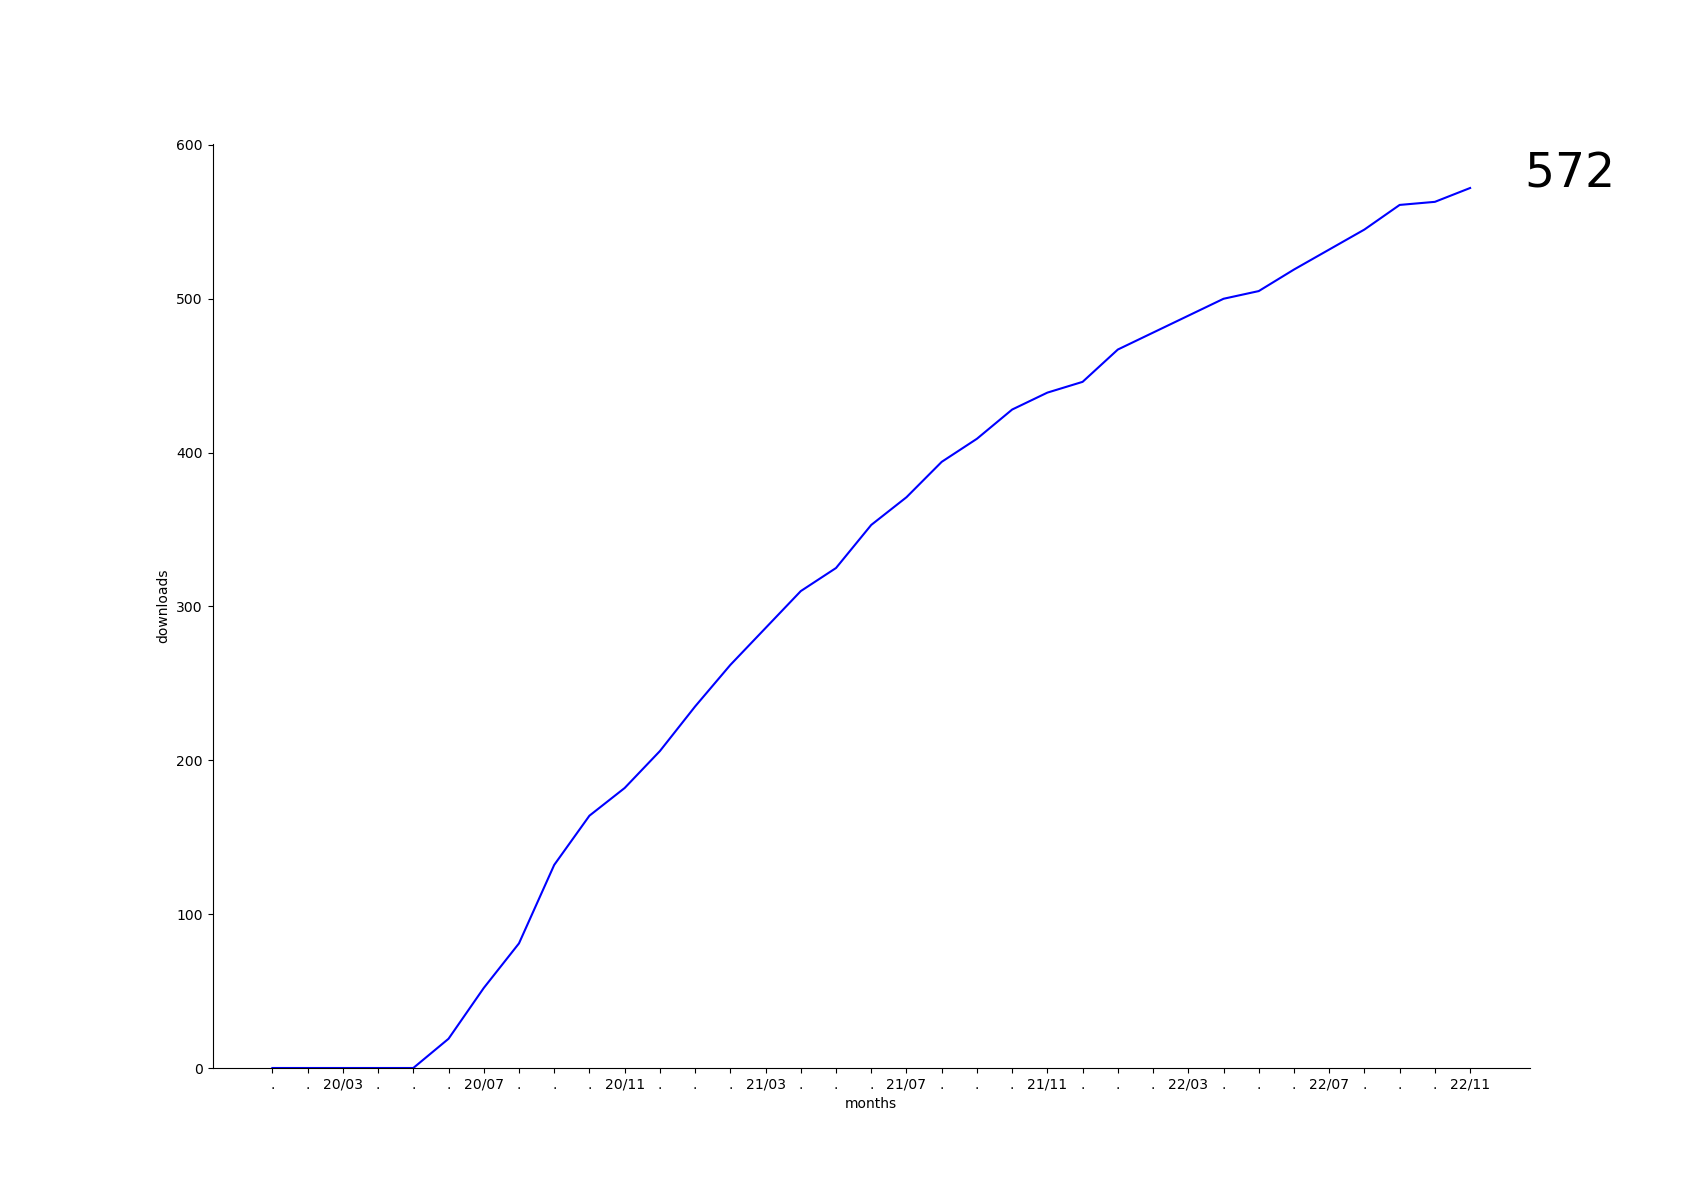 572
600
500
400
300
200
100
0
downloads
. . 20/03 . . . 20/07 . . . 20/11 . . . 21/03 . . . 21/07 . . . 21/11 . . . 22/03 . . . 22/07 . . . 22/11
months